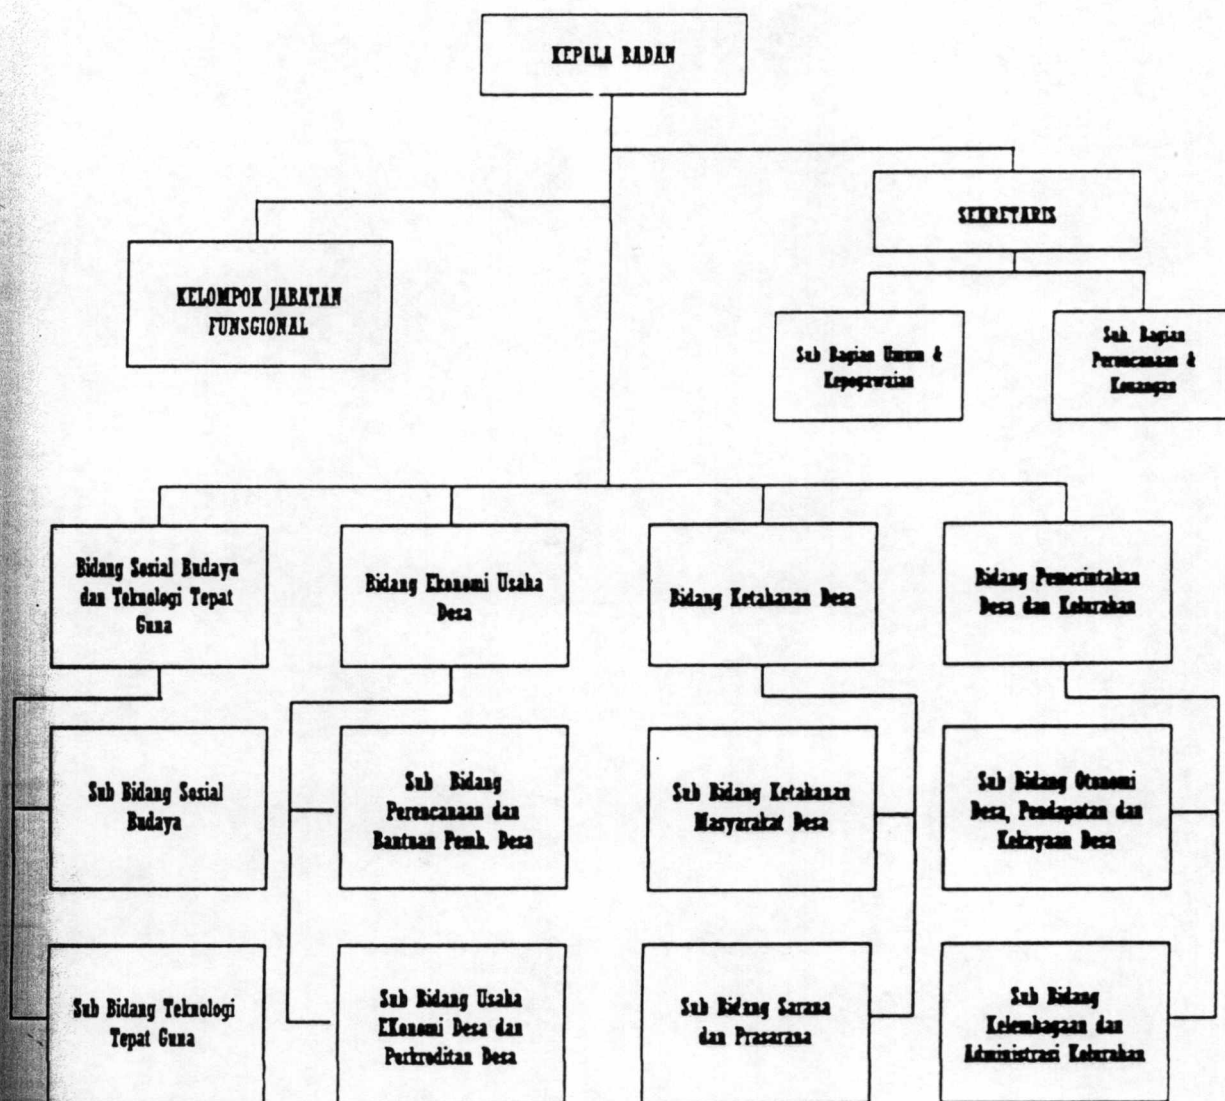 KEPALA BADAN
SEKRETARIS
KELOMPOK JABATAN
FUNSGIONAL
Sub Bagian Umum &
Kepegawaian
Sub. Bagian
Perencanaan &
Keuangan
Bidang Sosial Budaya
dan Teknologi Tepat
Guna
Bidang Ekonomi Usaha
Desa
Bidang Ketahanan Desa
Bidang Pemerintahan
Desa dan Kelurahan
Sub Bidang Sosial
Budaya
Sub Bidang
Perencanaan dan
Bantuan Pemb. Desa
Sub Bidang Ketahanan
Masyarakat Desa
Sub Bidang Otonomi
Desa, Pendapatan dan
Kekayaan Desa
Sub Bidang Teknologi
Tepat Guna
Sub Bidang Usaha
EKonomi Desa dan
Perkreditan Desa
Sub Bidang Sarana
dan Prasarana
Sub Bidang
Kelembagaan dan
Administrasi Kelurahan